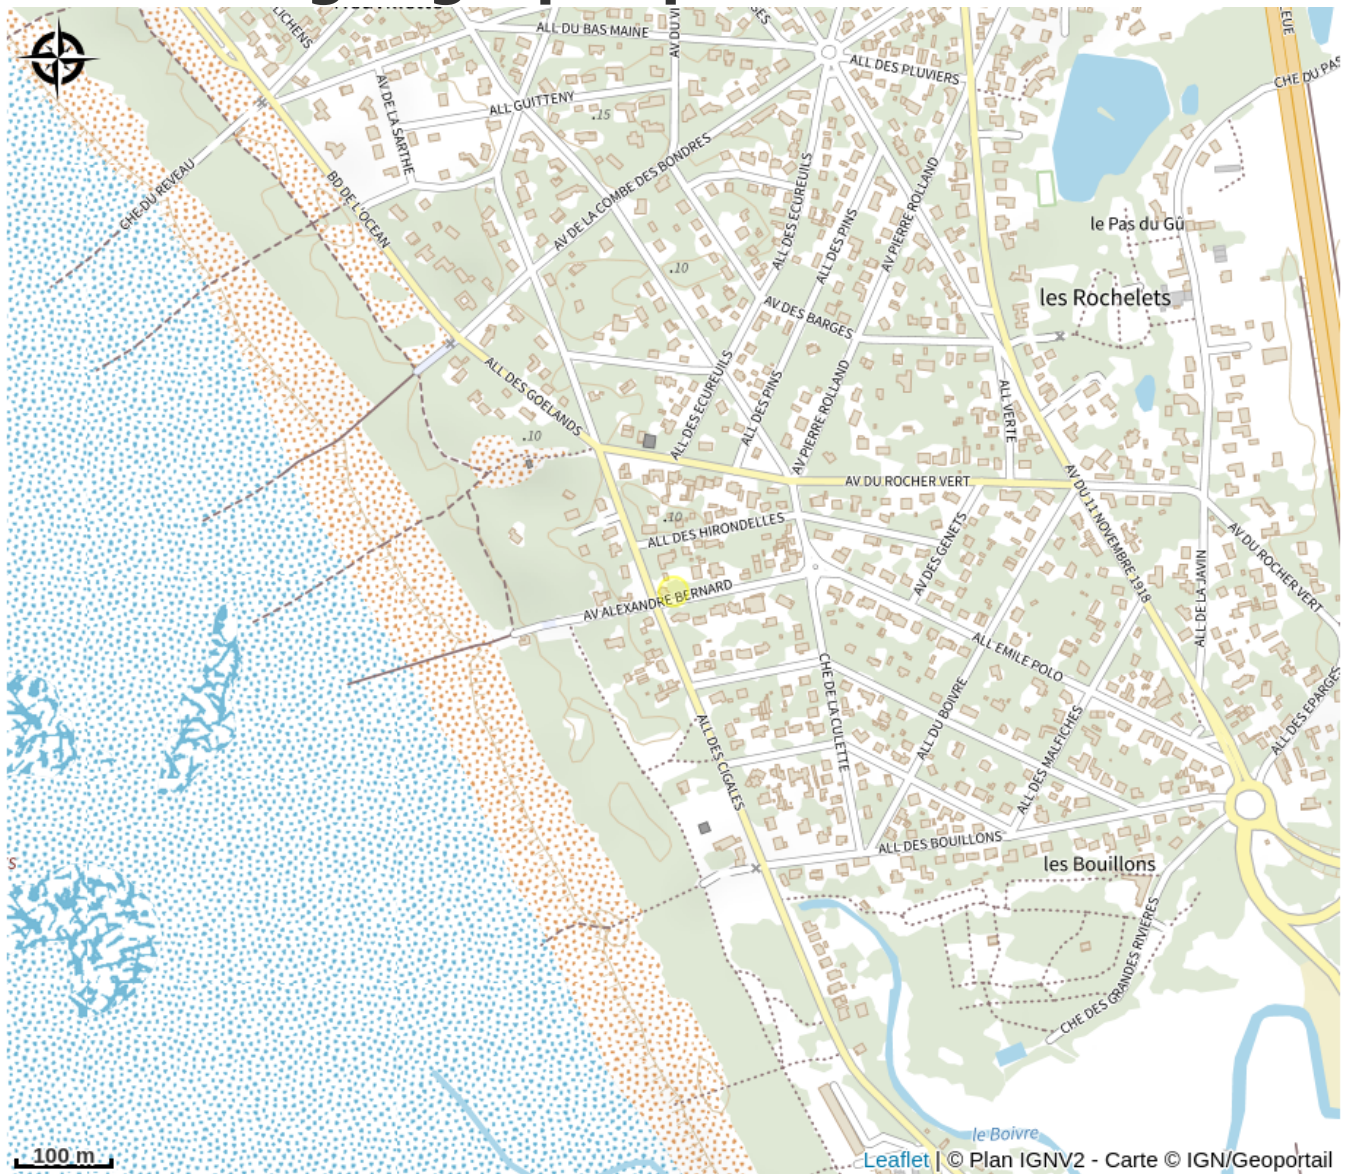 LICHENS
ALL DU BAS MAINE
AV DUVI
GES
ALL DES PLUVIERS
LEUE
CHE DU PAS
AV DE LA SARTHE
ALL GUITTENY
.15
CHE DU REVEAU
BD DE L'OCEAN
AV DE LA COMBE DES BONDRES
ALL DES ECUREUILS
ALL DES PINS
AV PIERRE ROLLAND
le Pas du Gû
.10
les Rochelets
AV DES BARGES
ALL DES GOELANDS
ALL DES ECUREUILS
ALL DES PINS
AV PIERRE ROLLAND
ALL VERTE
.10
AV DU ROCHER VERT
AV DU 11 NOVEMBRE 1918
.10
ALL DES HIRONDELLES
AV DES GENETS
ALL DE LA JAVIN
AV DU ROCHER VERT
AV ALEXANDRE BERNARD
ALL EMILE POLO
CHE DE LA CULETTE
ALL DU BOIVRE
ALL DES MALFICHES
ALL DES EPARGES
ALL DES CIGALES
ALL DES BOUILLONS
les Bouillons
S
CHE DES GRANDES RIVIERES
le Boivre
100 m
Leaflet | © Plan IGNV2 - Carte © IGN/Geoportail